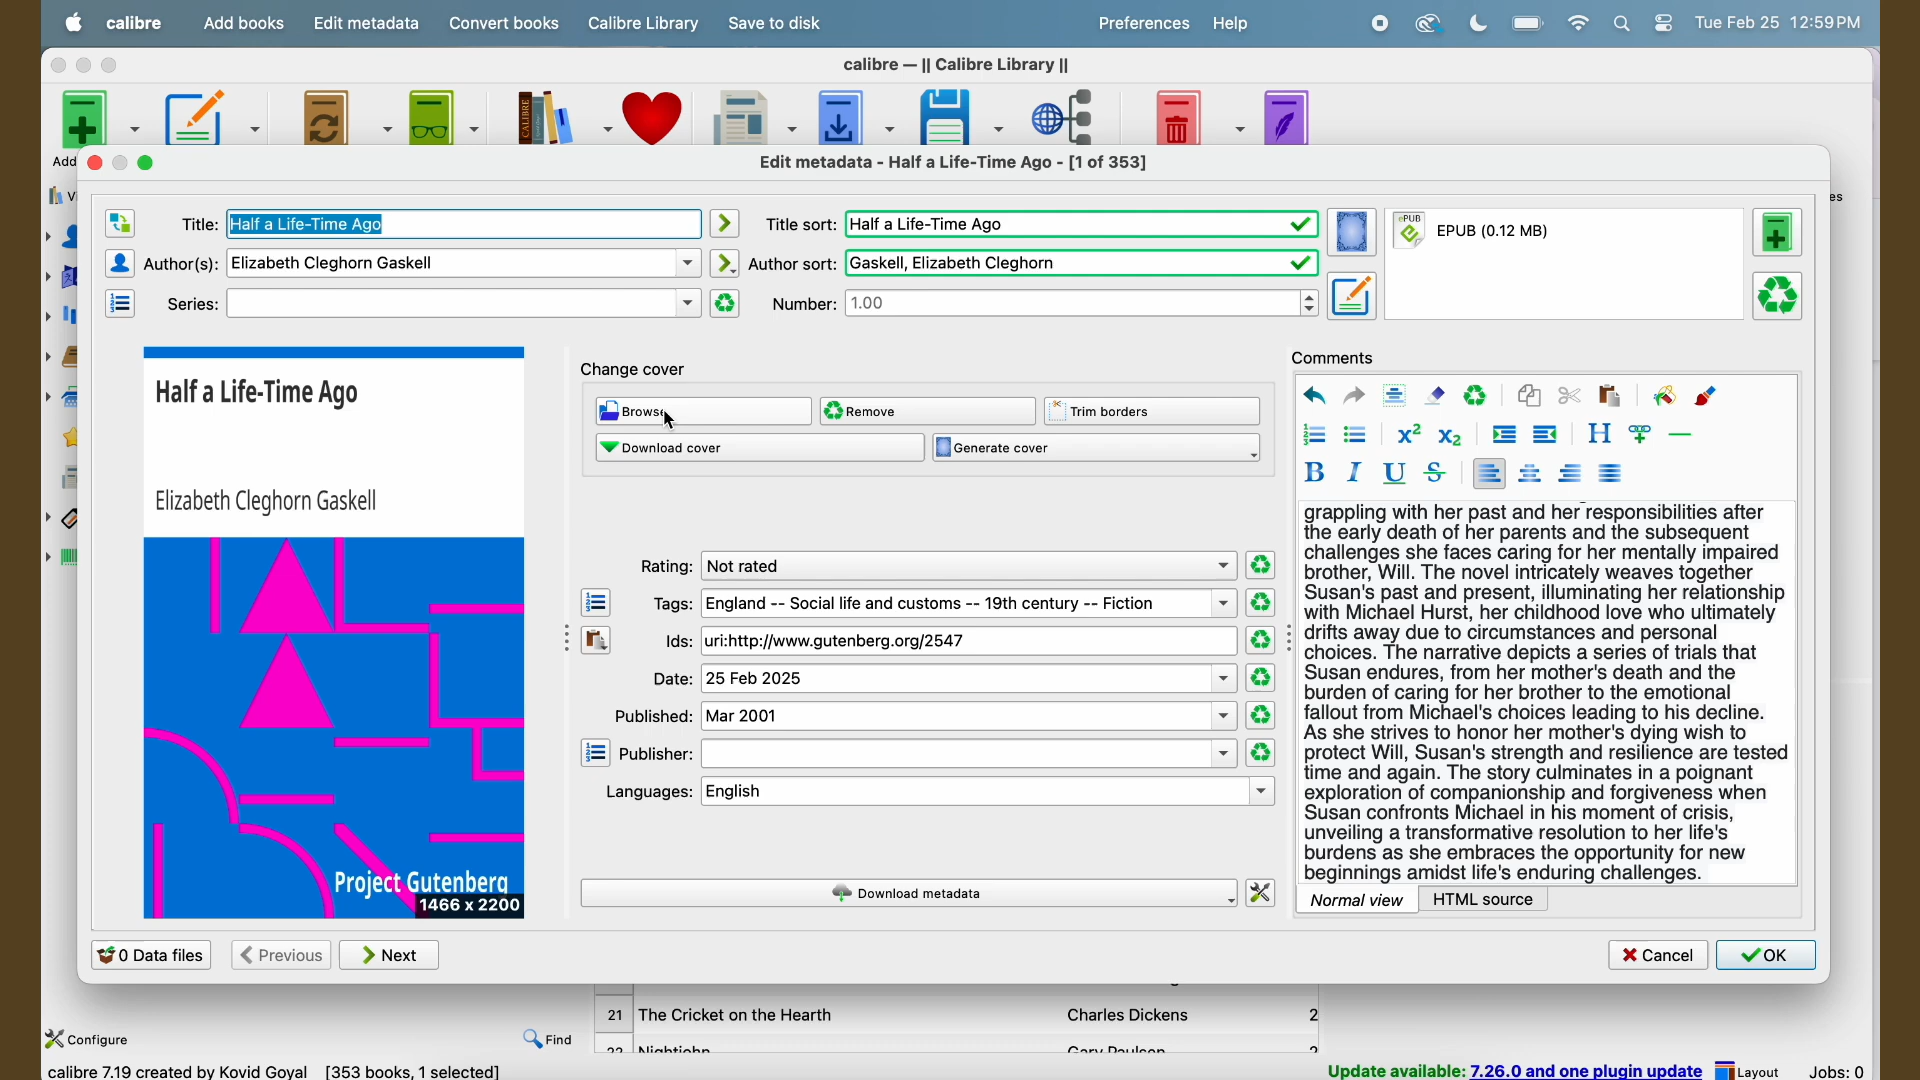 calibre Add books Edit metadata Convert books Calibre Library Save to disk Preferences Help Tue Feb 25 12:59 PM
calibre — || Calibre Library ||
CALIBRE
Add
Edit metadata - Half a Life-Time Ago - [1 of 353]
Title: Half a Life-Time Ago Title sort: Half a Life-Time Ago
ePUB
EPUB (0.12 MB)
Author(s): Elizabeth Cleghorn Gaskell Author sort: Gaskell, Elizabeth Cleghorn
Series: Number: 1.00
Half a Life-Time Ago
Elizabeth Cleghorn Gaskell
Project Gutenberg
1466 x 2200
Change cover
Browse Remove Trim borders
Download cover Generate cover
Rating: Not rated
Tags: England -- Social life and customs -- 19th century -- Fiction
Ids: uri:http://www.gutenberg.org/2547
Date: 25 Feb 2025
Published: Mar 2001
Publisher:
Languages: English
Download metadata
Comments
grappling with her past and her responsibilities after
the early death of her parents and the subsequent
challenges she faces caring for her mentally impaired
brother, Will. The novel intricately weaves together
Susan's past and present, illuminating her relationship
with Michael Hurst, her childhood love who ultimately
drifts away due to circumstances and personal
choices. The narrative depicts a series of trials that
Susan endures, from her mother's death and the
burden of caring for her brother to the emotional
fallout from Michael's choices leading to his decline.
As she strives to honor her mother's dying wish to
protect Will, Susan's strength and resilience are tested
time and again. The story culminates in a poignant
exploration of companionship and forgiveness when
Susan confronts Michael in his moment of crisis,
unveiling a transformative resolution to her life's
burdens as she embraces the opportunity for new
beginnings amidst life's enduring challenges.
Normal view HTML source
0 Data files Previous Next Cancel OK
21 The Cricket on the Hearth Charles Dickens 2
22 Nightjohn Gary Paulsen 2
Configure Find
calibre 7.19 created by Kovid Goyal [353 books, 1 selected] Update available: 7.26.0 and one plugin update Layout Jobs: 0